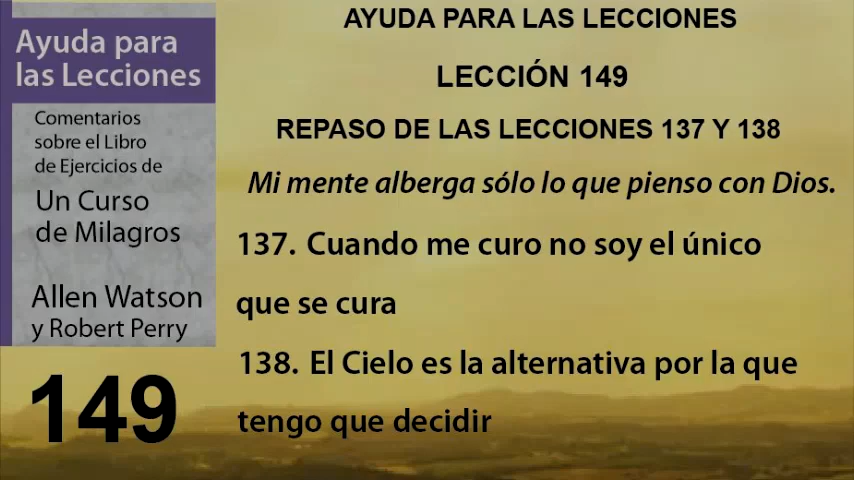 Ayuda para
las Lecciones
Comentarios
sobre el Libro
de Ejercicios de
Un Curso
de Milagros
Allen Watson
y Robert Perry
149
AYUDA PARA LAS LECCIONES
LECCIÓN 149
REPASO DE LAS LECCIONES 137 Y 138
Mi mente alberga sólo lo que pienso con Dios.
137. Cuando me curo no soy el único
que se cura
138. El Cielo es la alternativa por la que
tengo que decidir